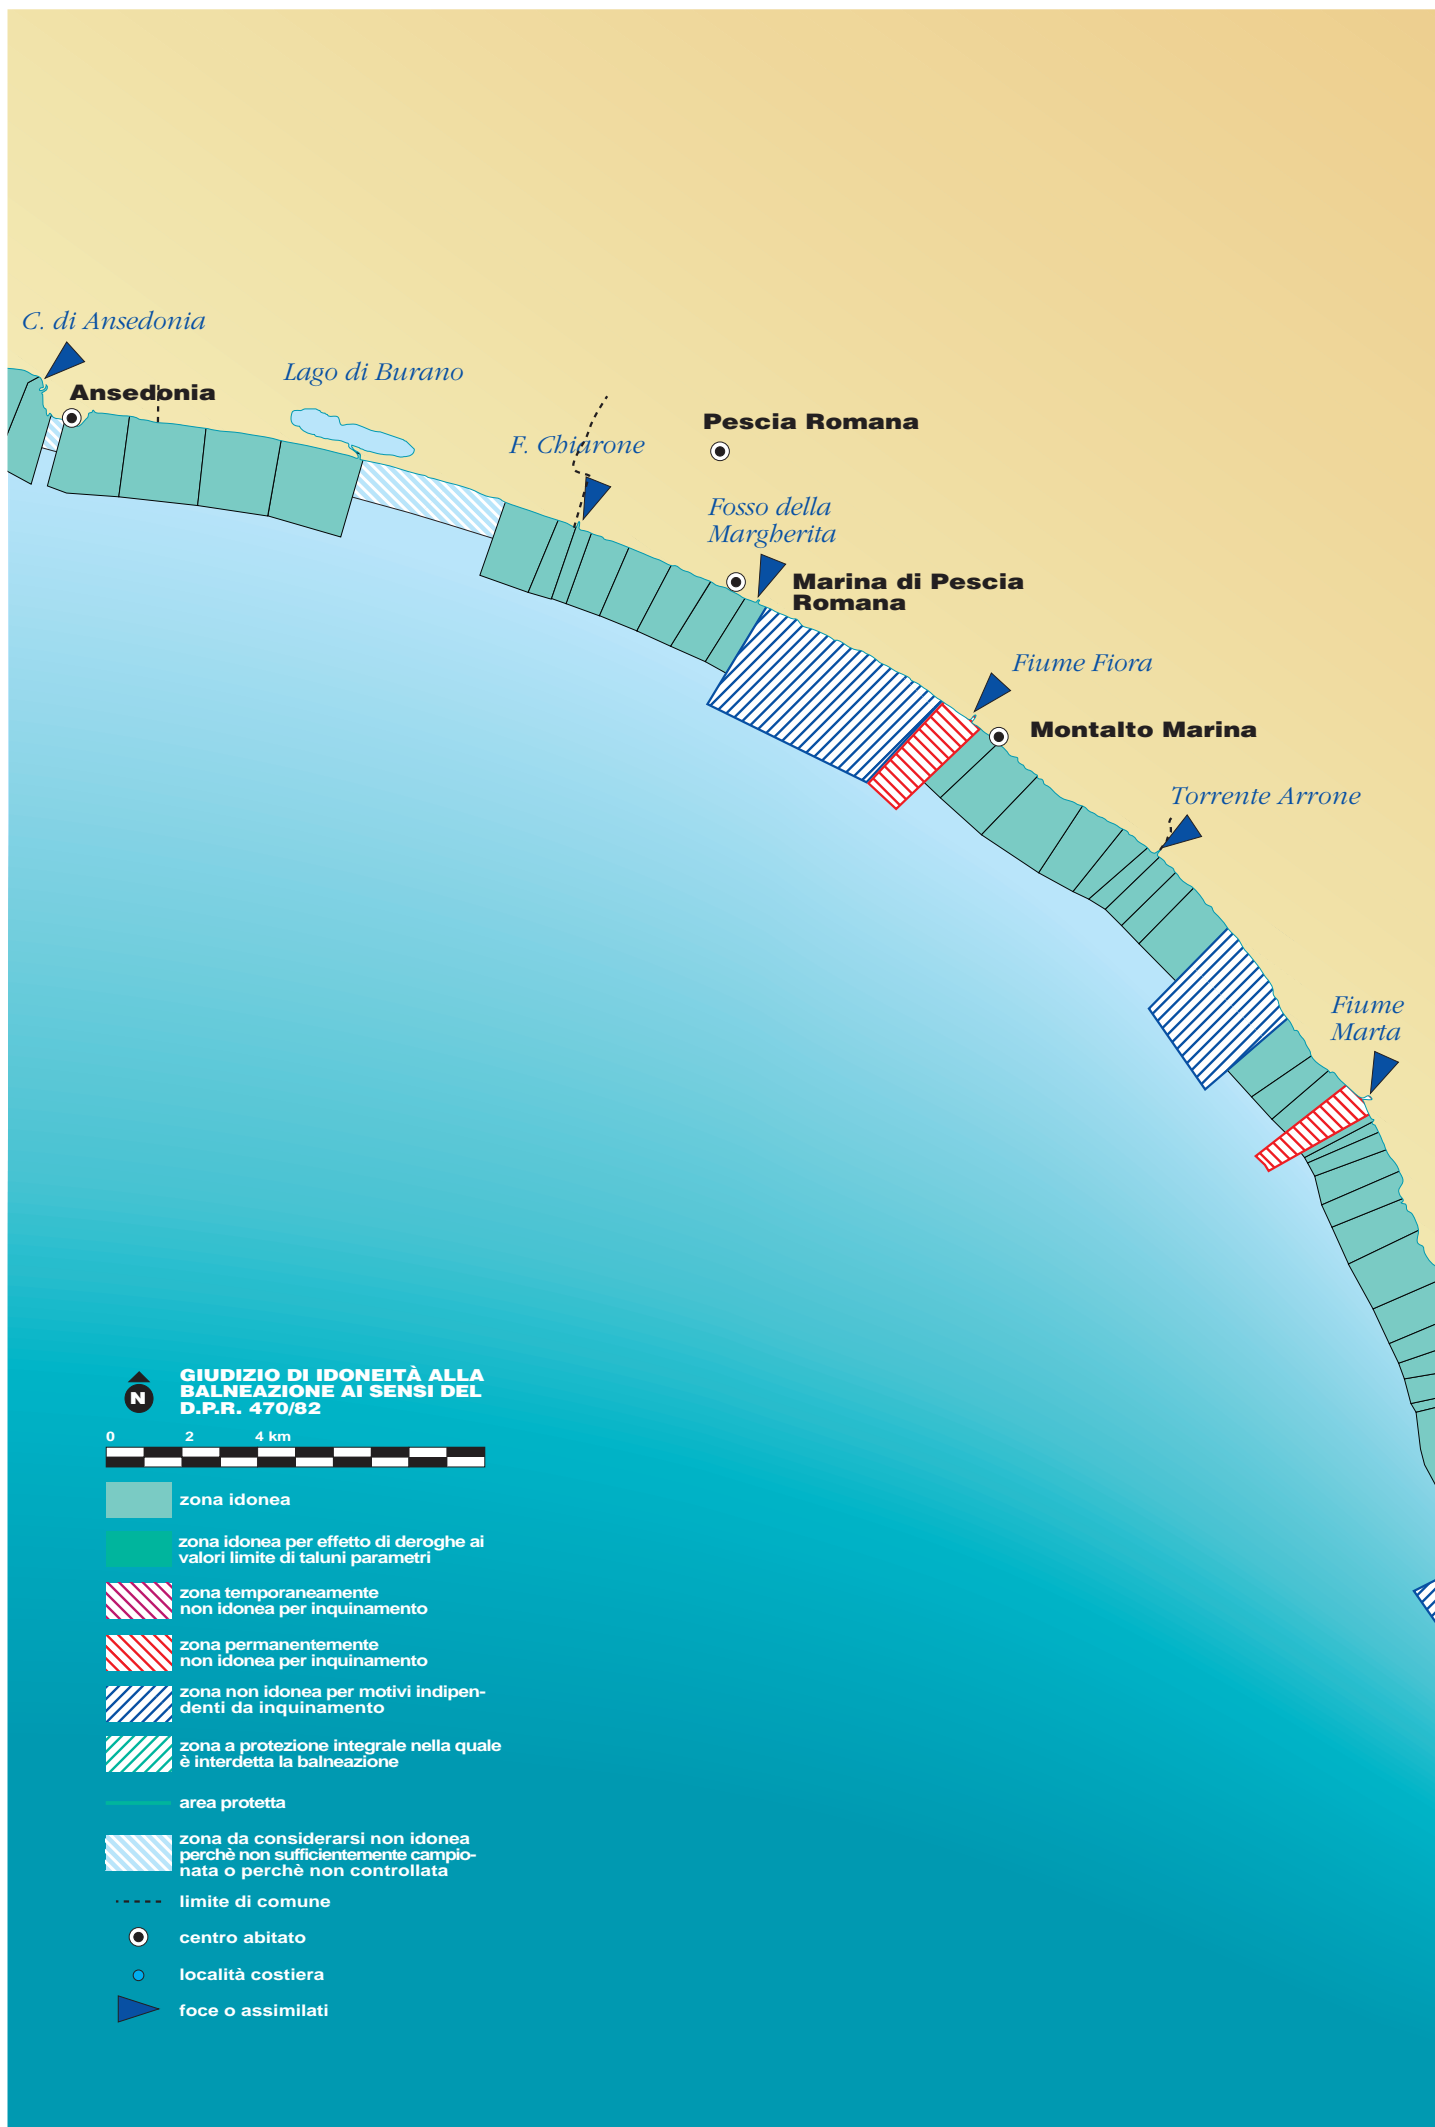 C. di Ansedonia
Ansedonia
Lago di Burano
F. Chiarone
Pescia Romana
Fosso della
Margherita
Marina di Pescia
Romana
Fiume Fiora
Montalto Marina
Torrente Arrone
Fiume
Marta
N
GIUDIZIO DI IDONEITÀ ALLA
BALNEAZIONE AI SENSI DEL
D.P.R. 470/82
0 2 4 km
zona idonea
zona idonea per effetto di deroghe ai
valori limite di taluni parametri
zona temporaneamente
non idonea per inquinamento
zona permanentemente
non idonea per inquinamento
zona non idonea per motivi indipen-
denti da inquinamento
zona a protezione integrale nella quale
è interdetta la balneazione
area protetta
zona da considerarsi non idonea
perchè non sufficientemente campio-
nata o perchè non controllata
limite di comune
centro abitato
località costiera
foce o assimilati